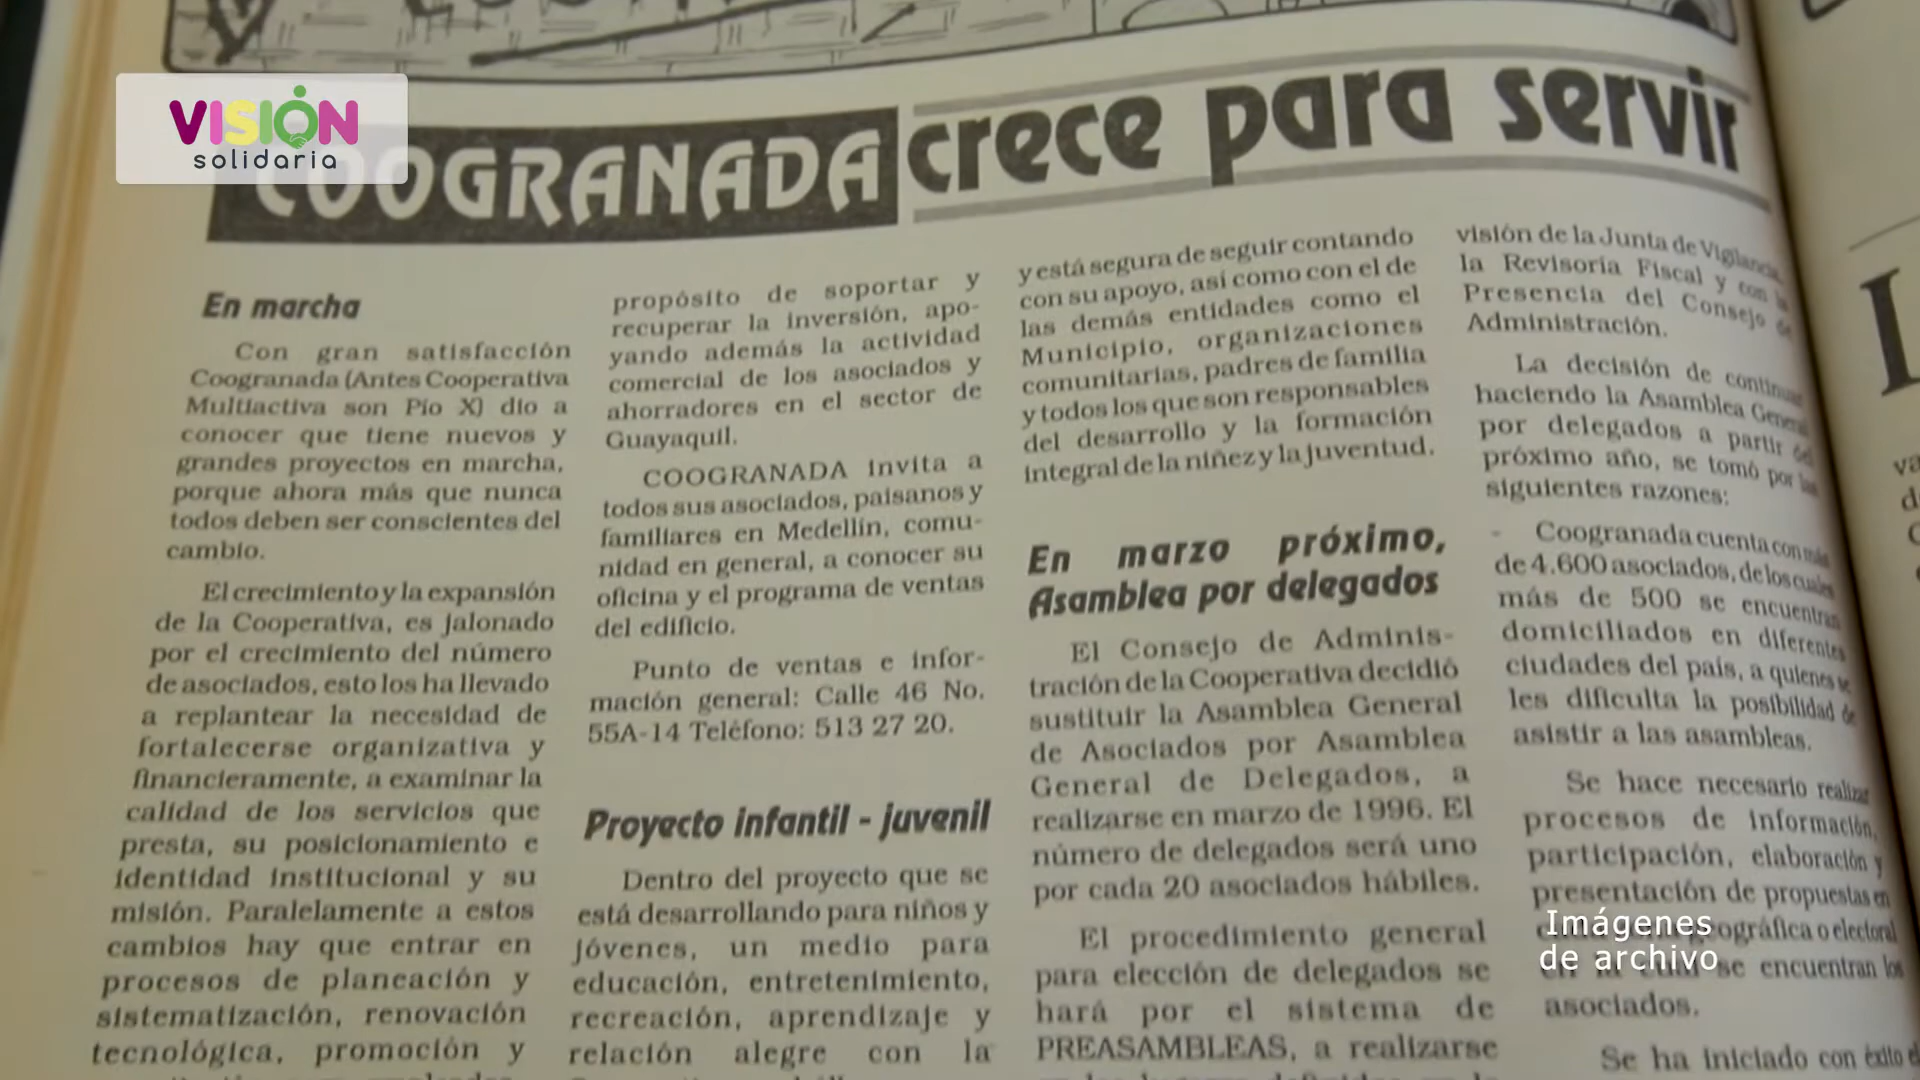 VISIÓN
solidaria
COOGRANADA crece para servir
En marcha
Con gran satisfacción
Coogranada (Antes Cooperativa
Multiactiva son Pío X) dio a
conocer que tiene nuevos y
grandes proyectos en marcha,
porque ahora más que nunca
todos deben ser conscientes del
cambio.
El crecimiento y la expansión
de la Cooperativa, es jalonado
por el crecimiento del número
de asociados, esto los ha llevado
a replantear la necesidad de
fortalecerse organizativa y
financieramente, a examinar la
calidad de los servicios que
presta, su posicionamiento e
identidad institucional y su
misión. Paralelamente a estos
cambios hay que entrar en
procesos de planeación y
sistematización, renovación
tecnológica, promoción y
propósito de soportar y
recuperar la inversión, apo-
yando además la actividad
comercial de los asociados y
ahorradores en el sector de
Guayaquil.
COOGRANADA invita a
todos sus asociados, paisanos y
familiares en Medellín, comu-
nidad en general, a conocer su
oficina y el programa de ventas
del edificio.
Punto de ventas e infor-
mación general: Calle 46 No.
55A-14 Teléfono: 513 27 20.
Proyecto infantil - juvenil
Dentro del proyecto que se
está desarrollando para niños y
jóvenes, un medio para
educación, entretenimiento,
recreación, aprendizaje y
relación alegre con la
y está segura de seguir contando
con su apoyo, así como con el de
las demás entidades como el
Municipio, organizaciones
comunitarias, padres de familia
y todos los que son responsables
del desarrollo y la formación
integral de la niñez y la juventud.
En marzo próximo,
Asamblea por delegados
El Consejo de Adminis-
tración de la Cooperativa decidió
sustituir la Asamblea General
de Asociados por Asamblea
General de Delegados, a
realizarse en marzo de 1996. El
número de delegados será uno
por cada 20 asociados hábiles.
El procedimiento general
para elección de delegados se
hará por el sistema de
PREASAMBLEAS, a realizarse
visión de la Junta de Vigilancia,
la Revisoría Fiscal y con la
Presencia del Consejo de
Administración.
La decisión de continuar
haciendo la Asamblea General
por delegados a partir del
próximo año, se tomó por las
siguientes razones:
- Coogranada cuenta con más
de 4.600 asociados, de los cuales
más de 500 se encuentran
domiciliados en diferentes
ciudades del país, a quienes se
les dificulta la posibilidad de
asistir a las asambleas.
Se hace necesario realizar
procesos de información,
participación, elaboración y
presentación de propuestas en
o electoral
se encuentran los
asociados.
Se ha iniciado con éxito el
Imágenes
de archivo